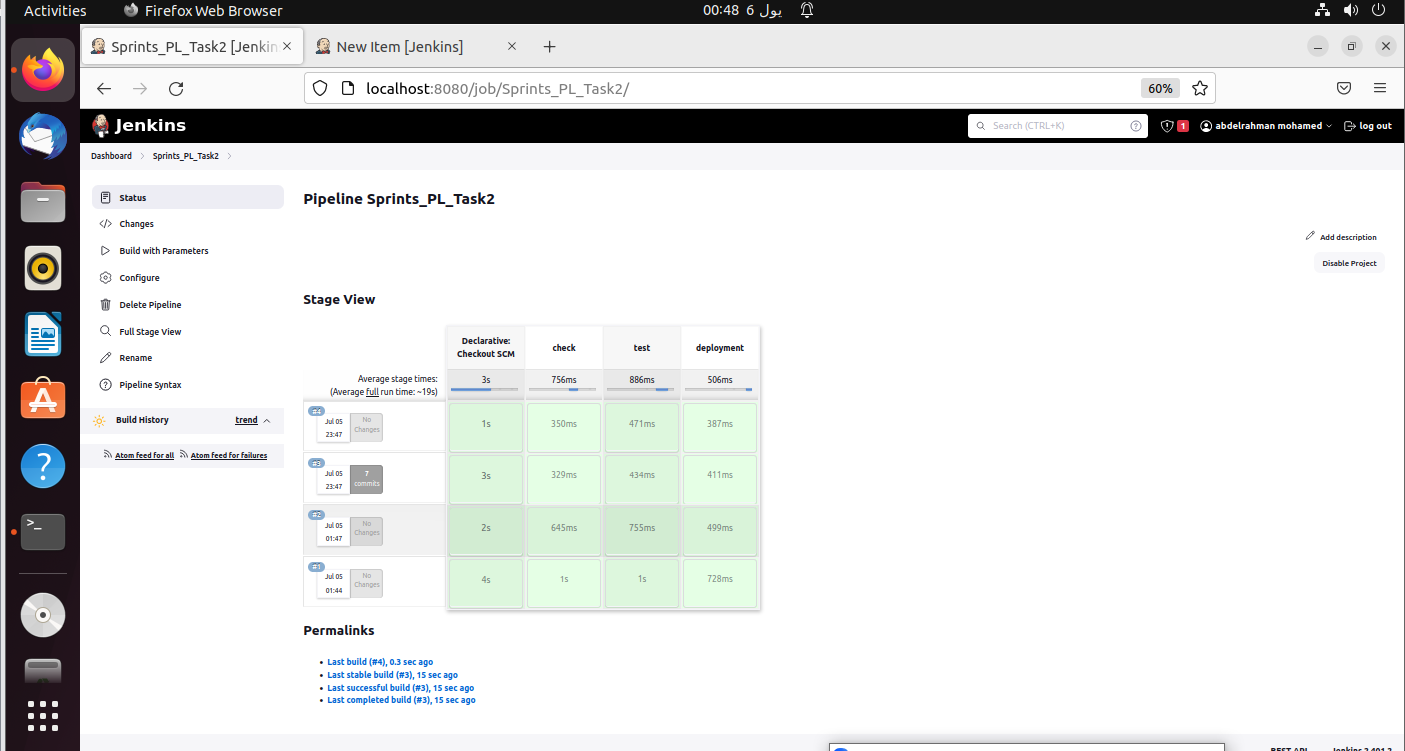 Activities
Firefox Web Browser
00:48 6 يول
Sprints_PL_Task2 [Jenkin
New Item [Jenkins]
localhost:8080/job/Sprints_PL_Task2/
60%
Jenkins
Search (CTRL+K)
1
abdelrahman mohamed
log out
Dashboard
Sprints_PL_Task2
Status
Changes
Build with Parameters
Configure
Delete Pipeline
Full Stage View
Rename
Pipeline Syntax
Build History
trend
Atom feed for all
Atom feed for failures
Pipeline Sprints_PL_Task2
Add description
Disable Project
Stage View
Declarative:
Checkout SCM
check
test
deployment
Average stage times:
(Average full run time: ~19s)
3s
756ms
886ms
506ms
#4
Jul 05
23:47
No
Changes
1s
350ms
471ms
387ms
#3
Jul 05
23:47
7
commits
3s
329ms
434ms
411ms
#2
Jul 05
01:47
No
Changes
2s
645ms
755ms
499ms
#1
Jul 05
01:44
No
Changes
4s
1s
1s
728ms
Permalinks
Last build (#4), 0.3 sec ago
Last stable build (#3), 15 sec ago
Last successful build (#3), 15 sec ago
Last completed build (#3), 15 sec ago
REST API
Jenkins 2.401.2